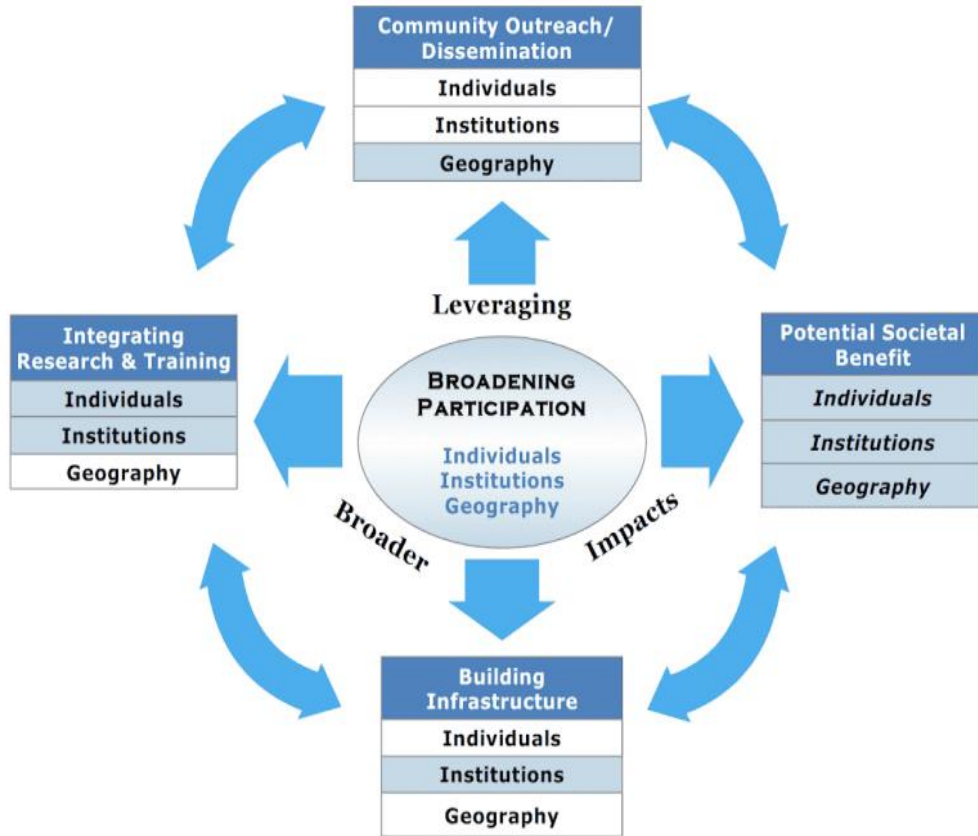 Community Outreach/
Dissemination
Individuals
Institutions
Geography
Leveraging
Integrating
Research & Training
Individuals
Institutions
Geography
BROADENING
PARTICIPATION
Individuals
Institutions
Geography
Potential Societal
Benefit
Individuals
Institutions
Geography
Broader
Impacts
Building
Infrastructure
Individuals
Institutions
Geography